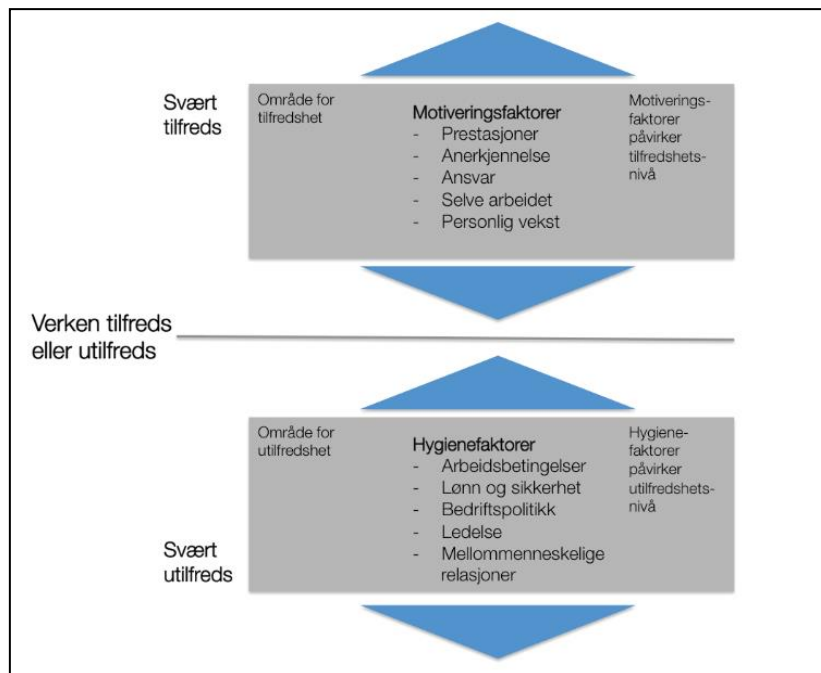 Svært
tilfreds
Område for
tilfredshet
Motiveringsfaktorer
- Prestasjoner
- Anerkjennelse
- Ansvar
- Selve arbeidet
- Personlig vekst
Motiverings-
faktorer
påvirker
tilfredshets-
nivå
Verken tilfreds
eller utilfreds
Område for
utilfredshet
Hygienefaktorer
- Arbeidsbetingelser
- Lønn og sikkerhet
- Bedriftspolitikk
- Ledelse
- Mellommenneskelige
relasjoner
Hygiene-
faktorer
påvirker
utilfredshets-
nivå
Svært
utilfreds